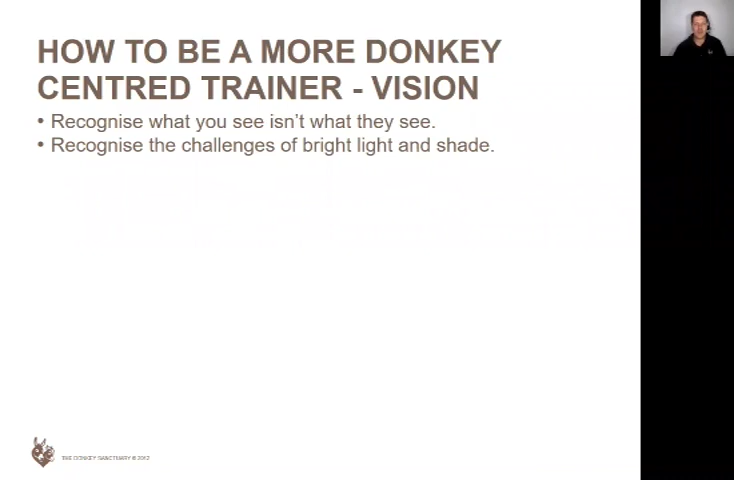 HOW TO BE A MORE DONKEY
CENTRED TRAINER - VISION
• Recognise what you see isn't what they see.
• Recognise the challenges of bright light and shade.
THE DONKEY SANCTUARY © 2012